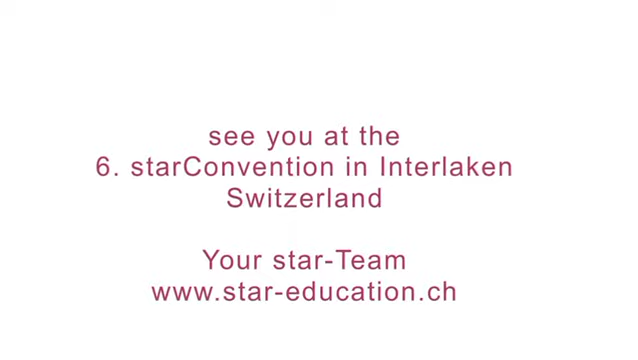 see you at the
6. starConvention in Interlaken
Switzerland
Your star-Team
www.star-education.ch